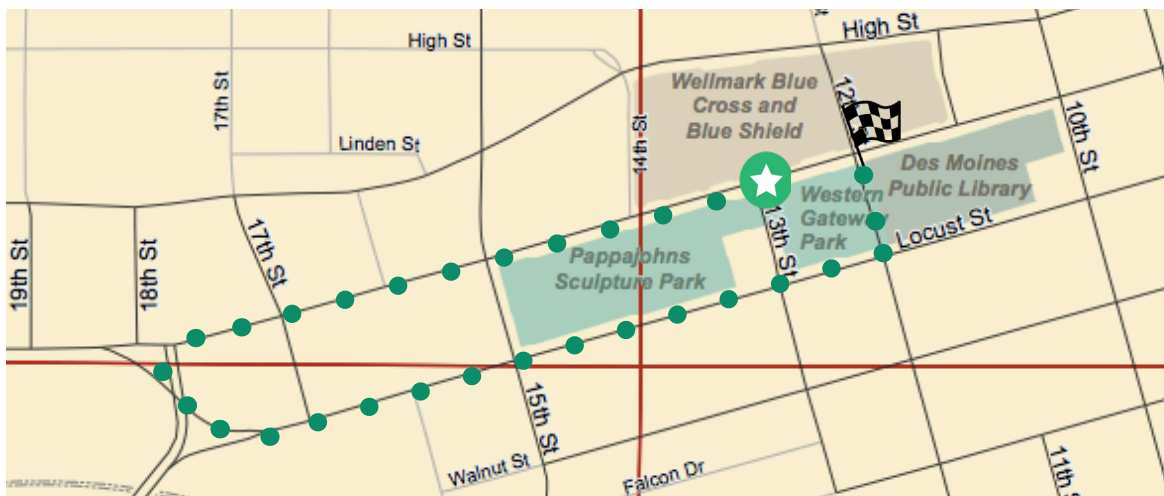 High St
High St
17th St
Wellmark Blue
Cross and
Blue Shield
10th St
14th St
Linden St
Des Moines
Public Library
Western
Gateway
Park
13th St
Locust St
17th St
18th St
19th St
Pappajohns
Sculpture Park
15th St
Walnut St
Falcon Dr
11th St